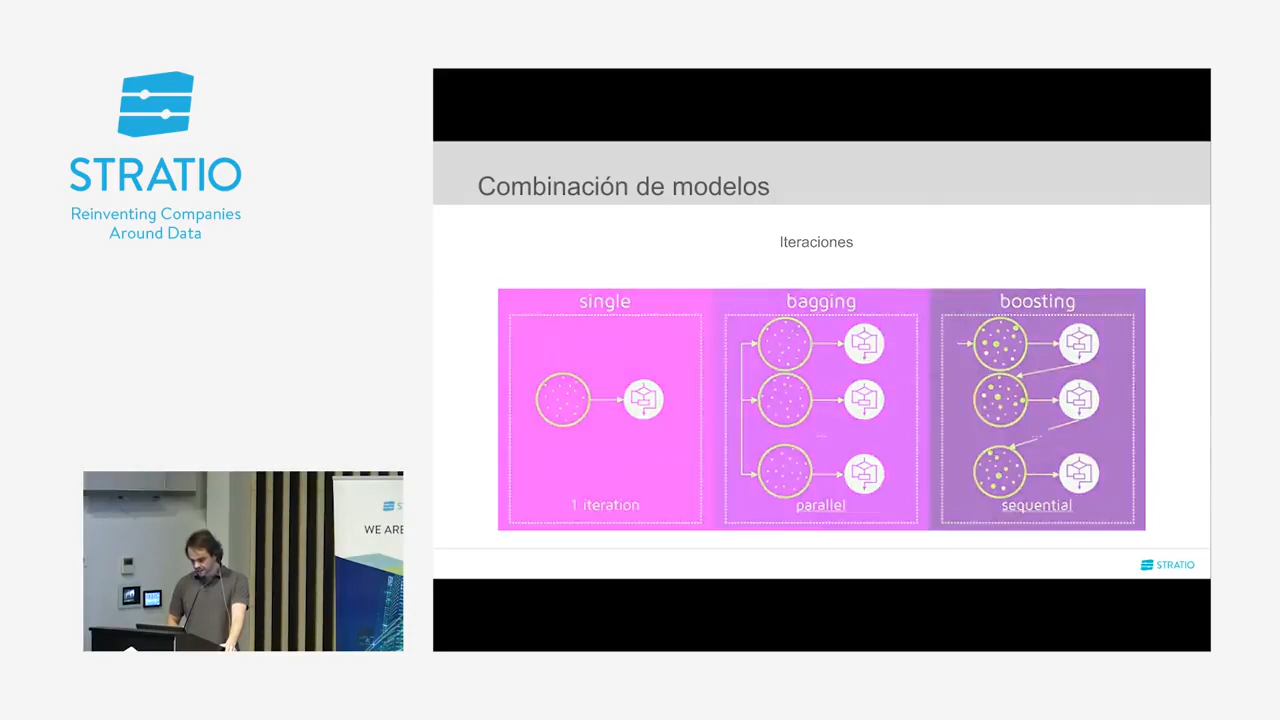 STRATIO
Reinventing Companies
Around Data
Combinación de modelos
Iteraciones
single
bagging
boosting
1 iteration
parallel
sequential
STRATIO
WE ARE